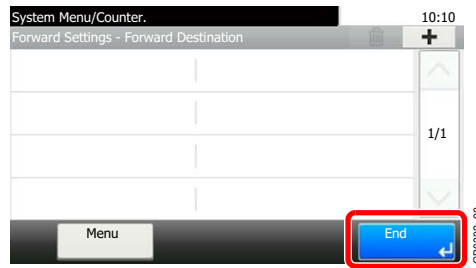 System Menu/Counter. 10:10
Forward Settings - Forward Destination
1/1
Menu End